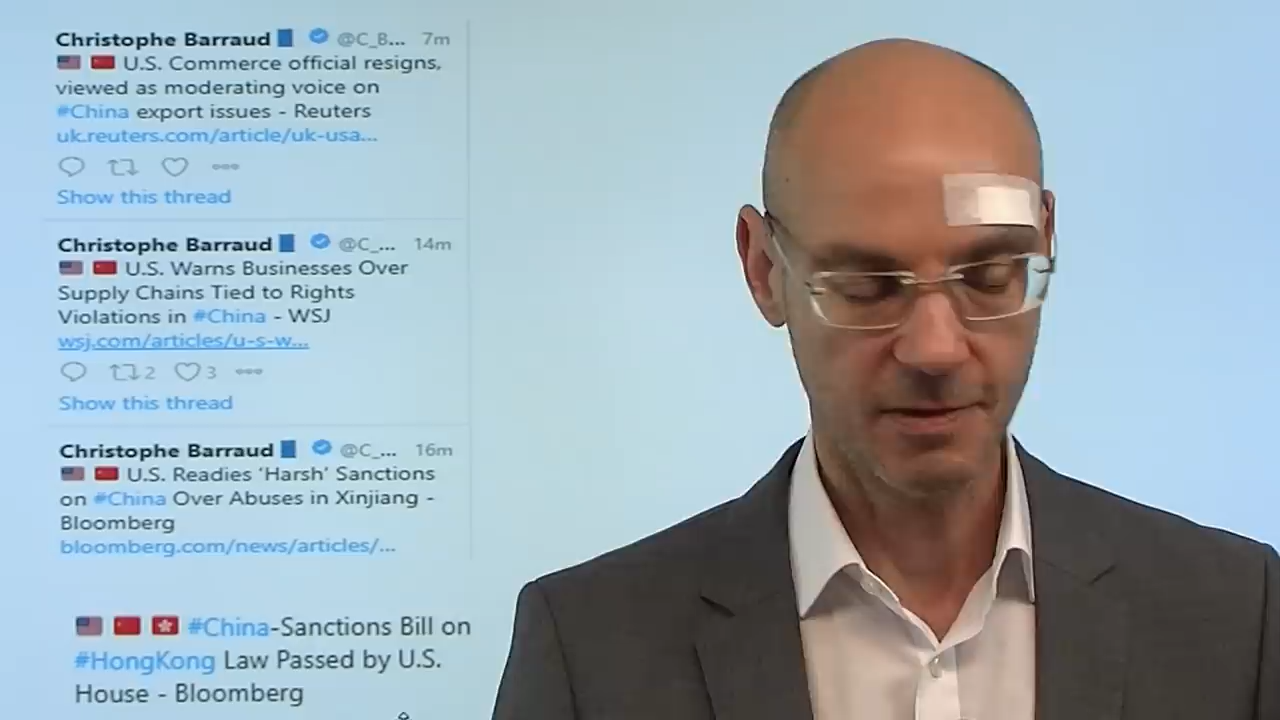 Christophe Barraud @C_B... 7m
U.S. Commerce official resigns,
viewed as moderating voice on
#China export issues - Reuters
uk.reuters.com/article/uk-usa...
Show this thread
Christophe Barraud @C_... 14m
U.S. Warns Businesses Over
Supply Chains Tied to Rights
Violations in #China - WSJ
wsj.com/articles/u-s-w...
2 3
Show this thread
Christophe Barraud @C_... 16m
U.S. Readies ‘Harsh’ Sanctions
on #China Over Abuses in Xinjiang -
Bloomberg
bloomberg.com/news/articles/...
#China-Sanctions Bill on
#HongKong Law Passed by U.S.
House - Bloomberg